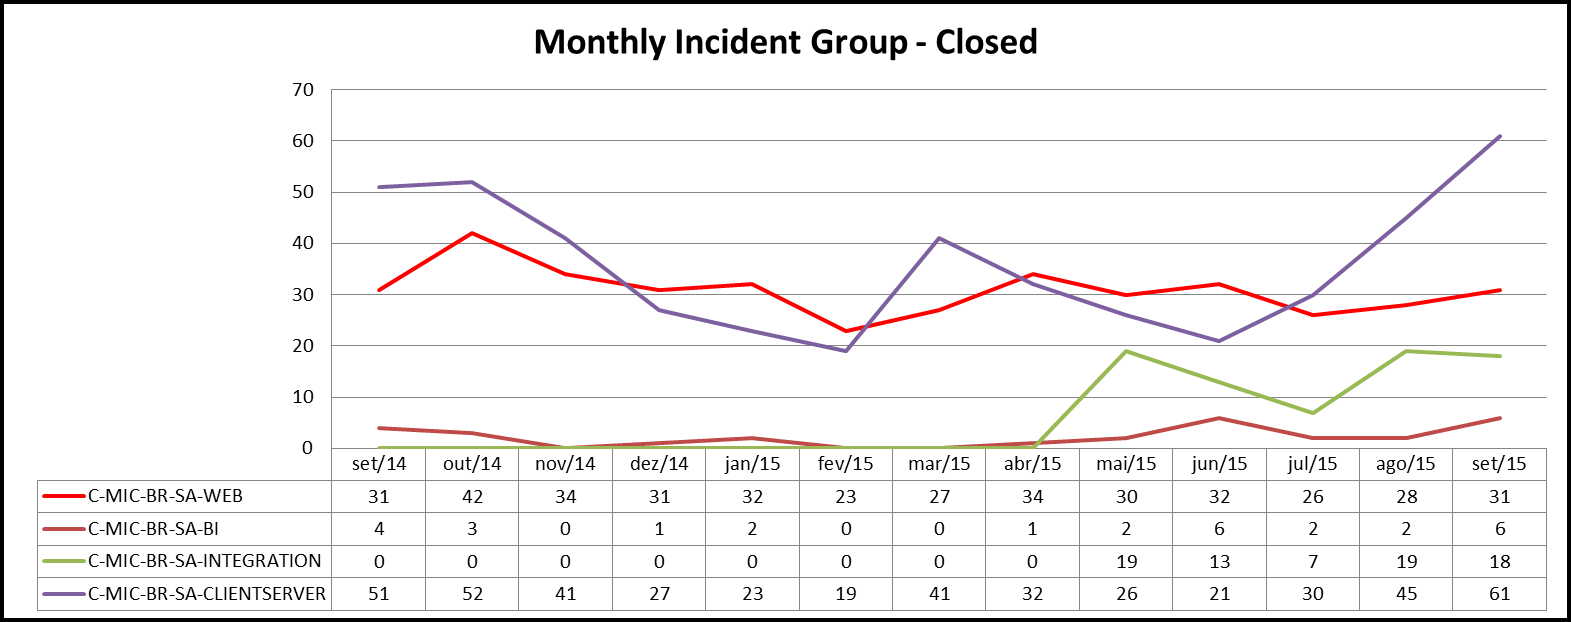 Monthly Incident Group - Closed
70
60
50
40
30
20
10
0
set/14 out/14 nov/14 dez/14 jan/15 fev/15 mar/15 abr/15 mai/15 jun/15 jul/15 ago/15 set/15
C-MIC-BR-SA-WEB 31 42 34 31 32 23 27 34 30 32 26 28 31
C-MIC-BR-SA-BI 4 3 0 1 2 0 0 1 2 6 2 2 6
C-MIC-BR-SA-INTEGRATION 0 0 0 0 0 0 0 0 19 13 7 19 18
C-MIC-BR-SA-CLIENTSERVER 51 52 41 27 23 19 41 32 26 21 30 45 61